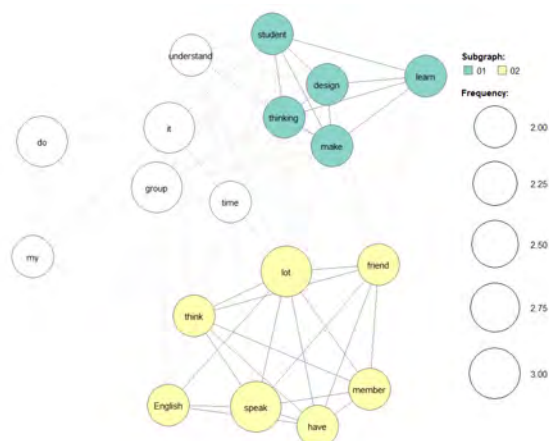 student
understand
Subgraph:
01 02
learn
design
Frequency:
thinking
2.00
it
do
make
2.25
group
time
2.50
my
friend
lot
2.75
think
member
3.00
English
speak
have